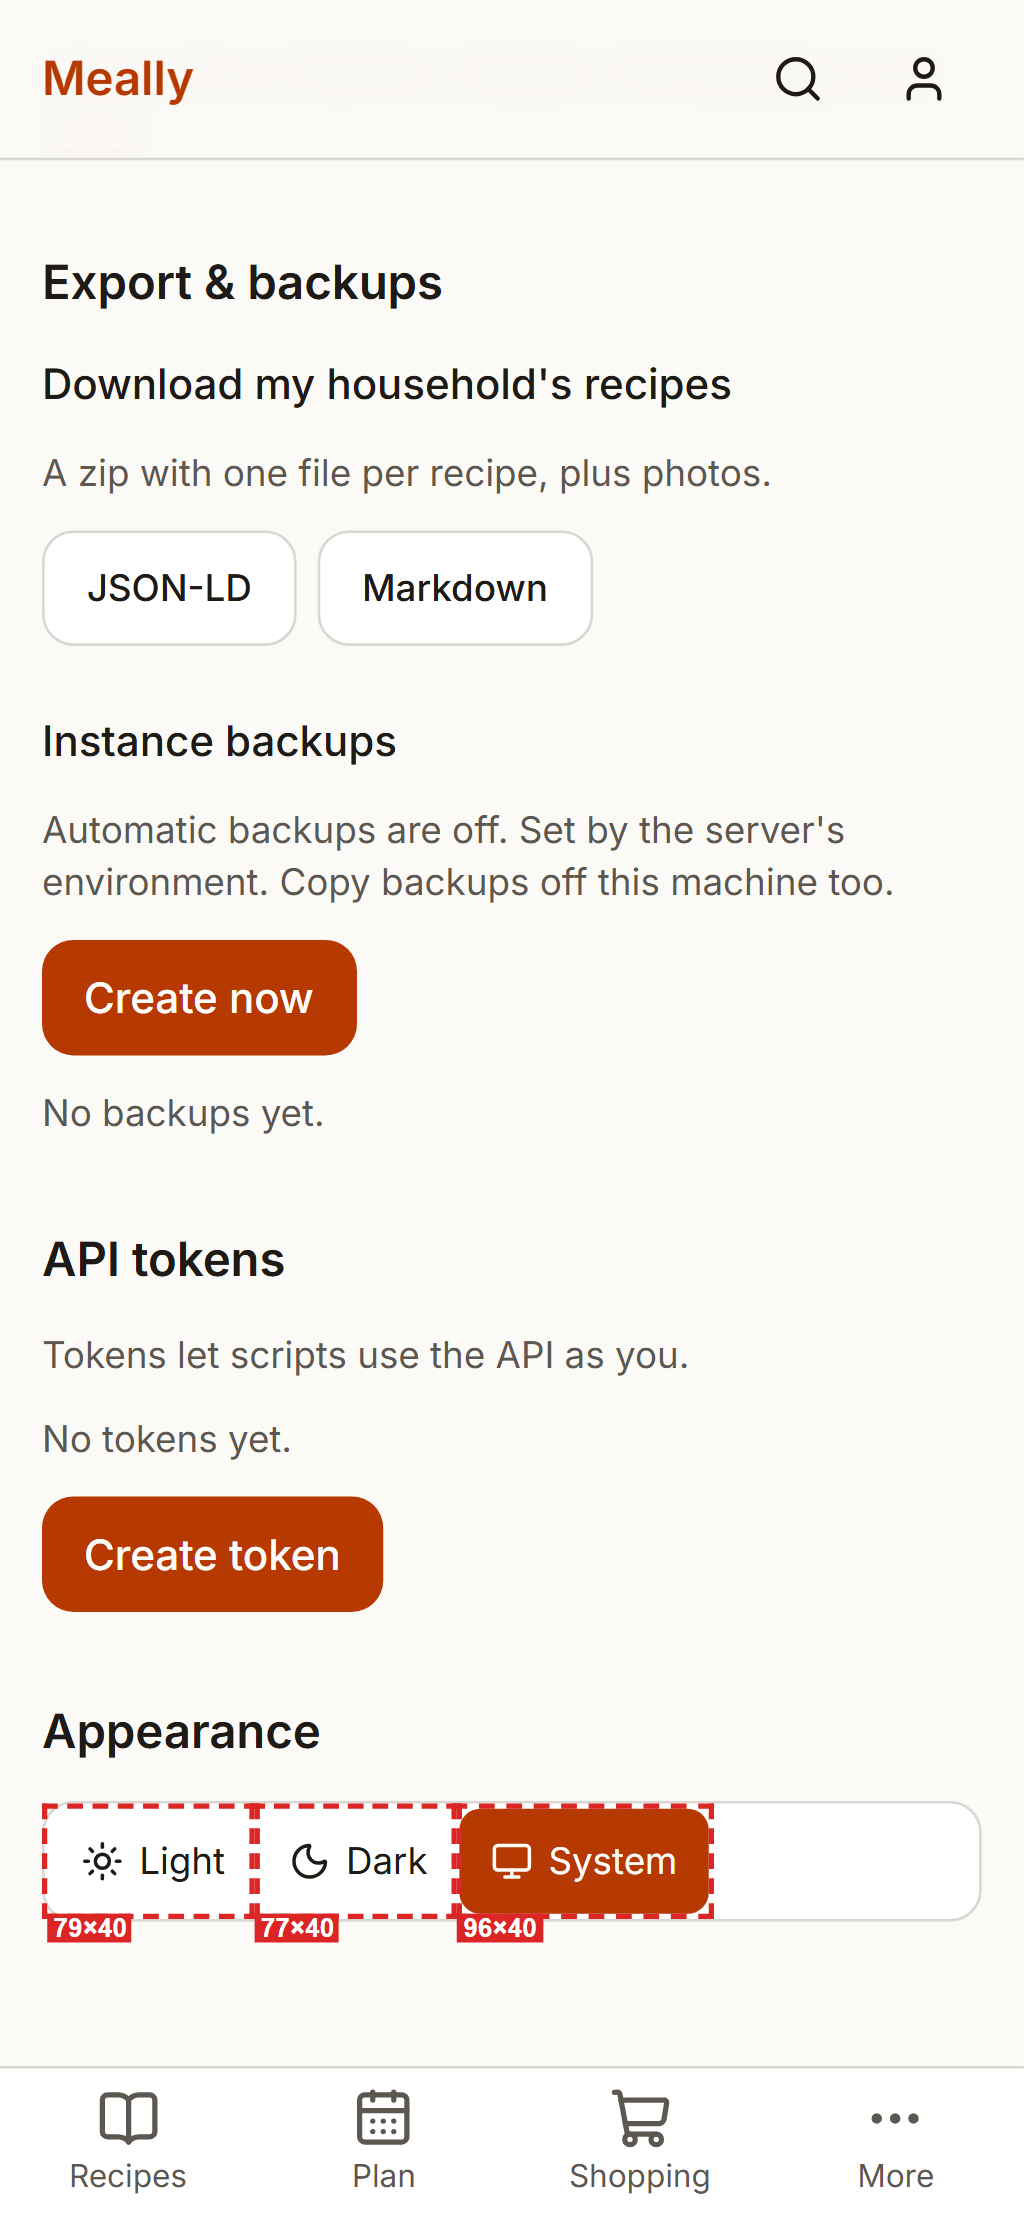 Meally
Export & backups
Download my household's recipes
A zip with one file per recipe, plus photos.
JSON-LD Markdown
Instance backups
Automatic backups are off. Set by the server's
environment. Copy backups off this machine too.
Create now
No backups yet.
API tokens
Tokens let scripts use the API as you.
No tokens yet.
Create token
Appearance
Light Dark System
79×40 77×40 96×40
Recipes Plan Shopping More